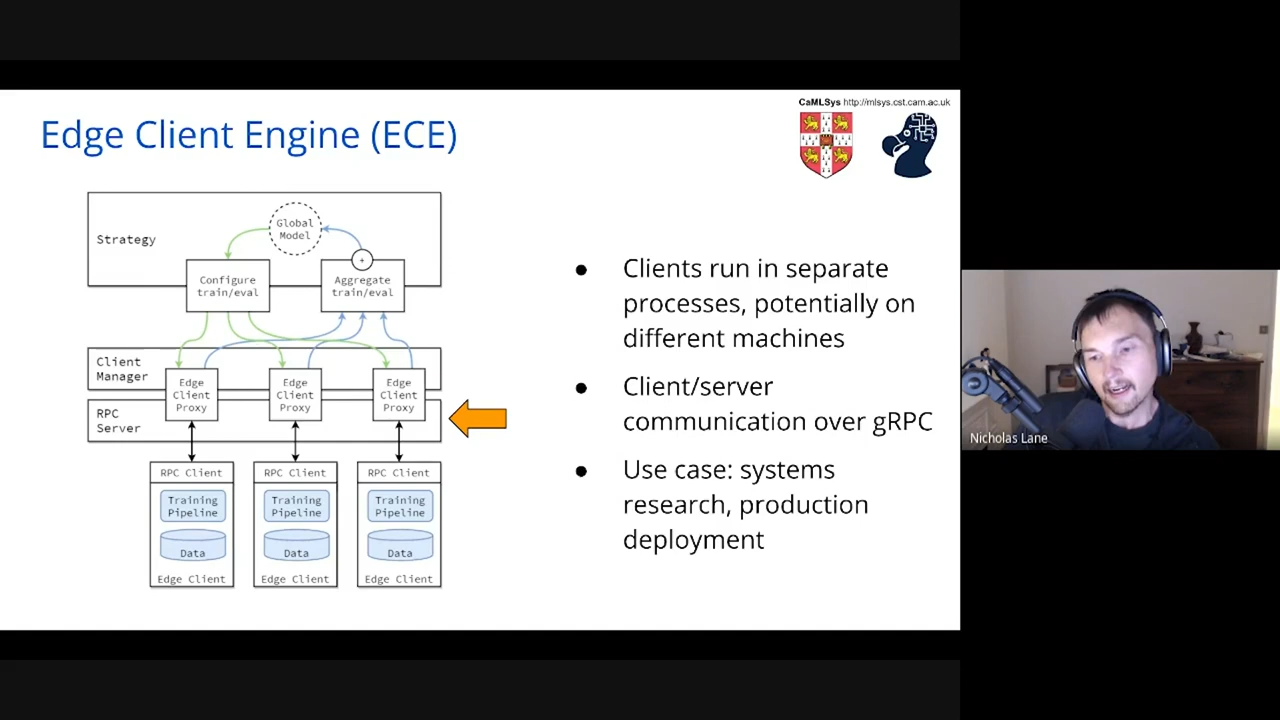 CaMLSys http://mlsys.cst.cam.ac.uk
Edge Client Engine (ECE)
Strategy
Global
Model
Configure
train/eval
+
Aggregate
train/eval
Client
Manager
Edge
Client
Proxy
Edge
Client
Proxy
Edge
Client
Proxy
RPC
Server
RPC Client
RPC Client
RPC Client
Training
Pipeline
Training
Pipeline
Training
Pipeline
Data
Data
Data
Edge Client
Edge Client
Edge Client
● Clients run in separate
processes, potentially on
different machines
● Client/server
communication over gRPC
● Use case: systems
research, production
deployment
Nicholas Lane